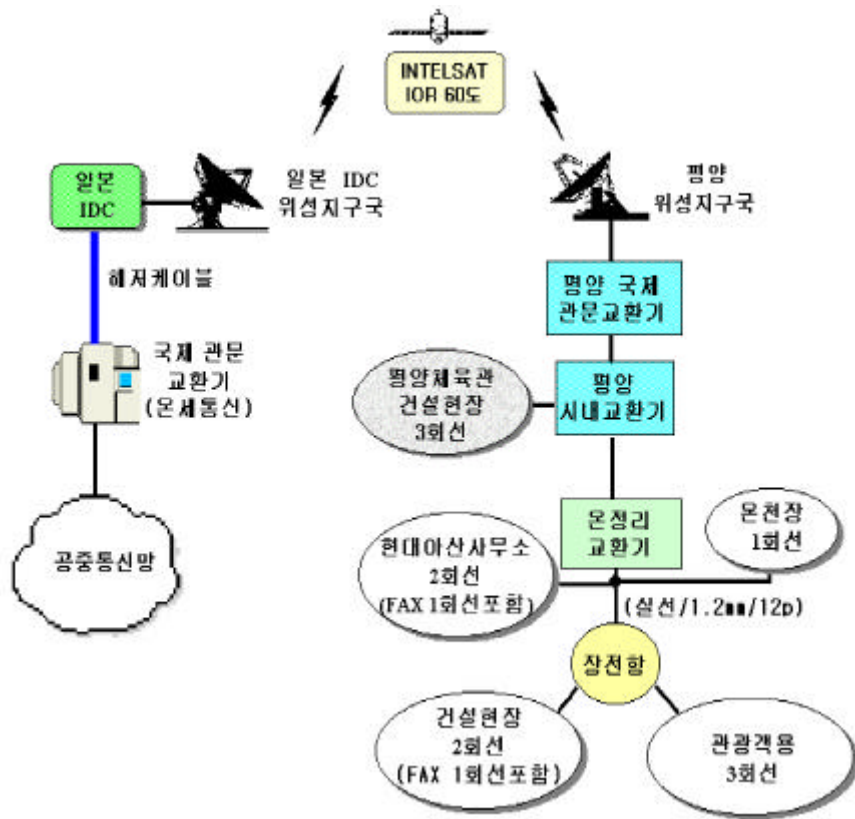 INTELSAT
IOR 60도
일본
IDC
일본 IDC
위성지구국
평양
위성지구국
해저케이블
평양 국제
관문교환기
국제 관문
교환기
(온세통신)
평양체육관
건설현장
3회선
평양
시내교환기
공중통신망
현대아산사무소
2회선
(FAX 1회선포함)
온정리
교환기
온천장
1회선
(실선/1.2mm/12p)
장전항
건설현장
2회선
(FAX 1회선포함)
관광객용
3회선